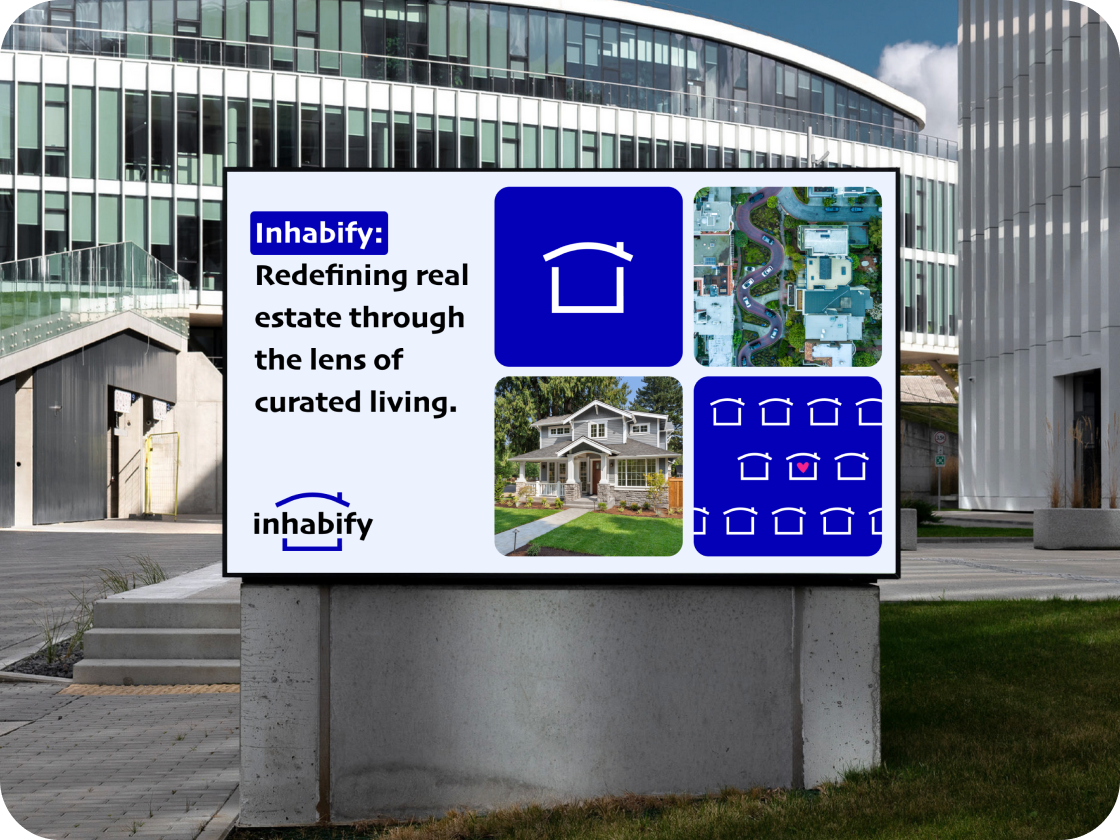 Inhabify:
Redefining real
estate through
the lens of
curated living.
inhabify